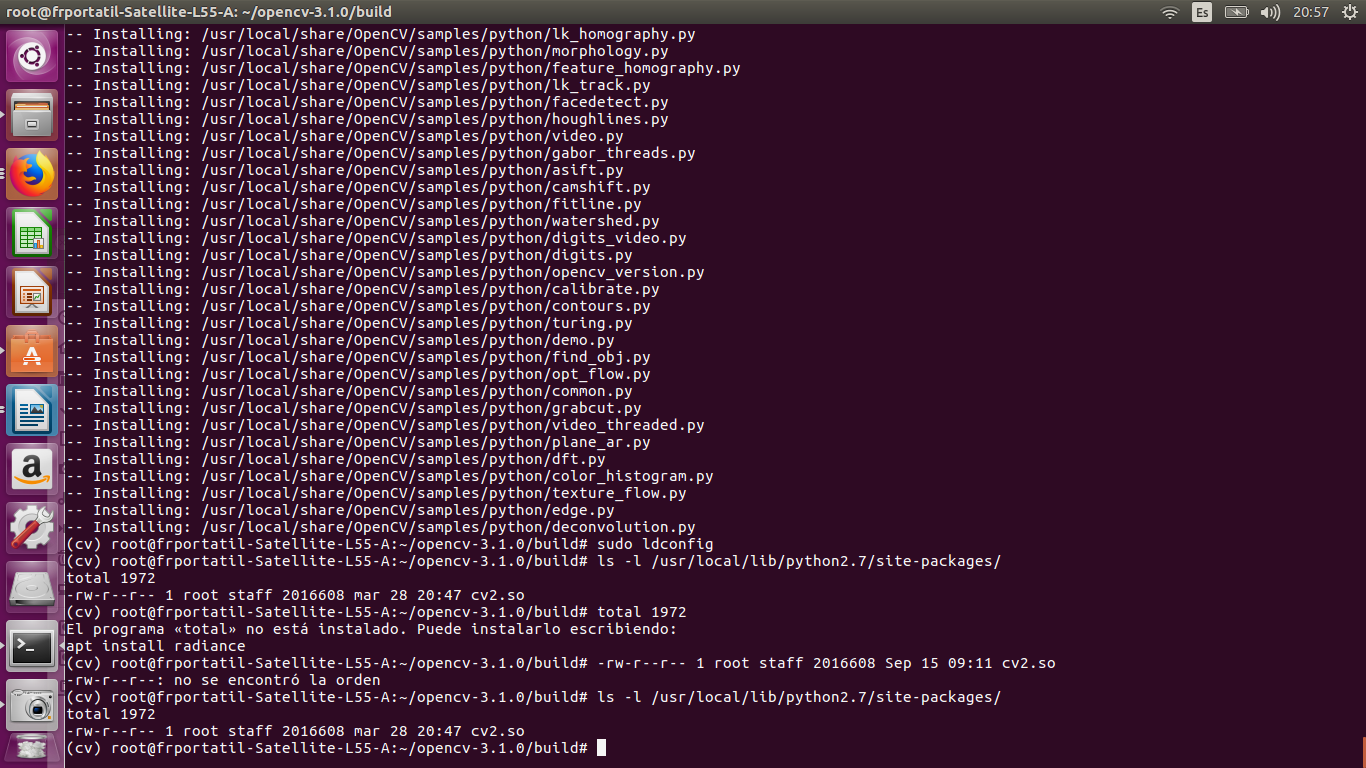 root@frportatil-Satellite-L55-A: ~/opencv-3.1.0/build
Es
20:57
-- Installing: /usr/local/share/OpenCV/samples/python/lk_homography.py
-- Installing: /usr/local/share/OpenCV/samples/python/morphology.py
-- Installing: /usr/local/share/OpenCV/samples/python/feature_homography.py
-- Installing: /usr/local/share/OpenCV/samples/python/lk_track.py
-- Installing: /usr/local/share/OpenCV/samples/python/facedetect.py
-- Installing: /usr/local/share/OpenCV/samples/python/houghlines.py
-- Installing: /usr/local/share/OpenCV/samples/python/video.py
-- Installing: /usr/local/share/OpenCV/samples/python/gabor_threads.py
-- Installing: /usr/local/share/OpenCV/samples/python/asift.py
-- Installing: /usr/local/share/OpenCV/samples/python/camshift.py
-- Installing: /usr/local/share/OpenCV/samples/python/fitline.py
-- Installing: /usr/local/share/OpenCV/samples/python/watershed.py
-- Installing: /usr/local/share/OpenCV/samples/python/digits_video.py
-- Installing: /usr/local/share/OpenCV/samples/python/digits.py
-- Installing: /usr/local/share/OpenCV/samples/python/opencv_version.py
-- Installing: /usr/local/share/OpenCV/samples/python/calibrate.py
-- Installing: /usr/local/share/OpenCV/samples/python/contours.py
-- Installing: /usr/local/share/OpenCV/samples/python/turing.py
-- Installing: /usr/local/share/OpenCV/samples/python/demo.py
-- Installing: /usr/local/share/OpenCV/samples/python/find_obj.py
-- Installing: /usr/local/share/OpenCV/samples/python/opt_flow.py
-- Installing: /usr/local/share/OpenCV/samples/python/common.py
-- Installing: /usr/local/share/OpenCV/samples/python/grabcut.py
-- Installing: /usr/local/share/OpenCV/samples/python/video_threaded.py
-- Installing: /usr/local/share/OpenCV/samples/python/plane_ar.py
-- Installing: /usr/local/share/OpenCV/samples/python/dft.py
-- Installing: /usr/local/share/OpenCV/samples/python/color_histogram.py
-- Installing: /usr/local/share/OpenCV/samples/python/texture_flow.py
-- Installing: /usr/local/share/OpenCV/samples/python/edge.py
-- Installing: /usr/local/share/OpenCV/samples/python/deconvolution.py
(cv) root@frportatil-Satellite-L55-A:~/opencv-3.1.0/build# sudo ldconfig
(cv) root@frportatil-Satellite-L55-A:~/opencv-3.1.0/build# ls -l /usr/local/lib/python2.7/site-packages/
total 1972
-rw-r--r-- 1 root staff 2016608 mar 28 20:47 cv2.so
(cv) root@frportatil-Satellite-L55-A:~/opencv-3.1.0/build# total 1972
El programa «total» no está instalado. Puede instalarlo escribiendo:
apt install radiance
(cv) root@frportatil-Satellite-L55-A:~/opencv-3.1.0/build# -rw-r--r-- 1 root staff 2016608 Sep 15 09:11 cv2.so
-rw-r--r--: no se encontró la orden
(cv) root@frportatil-Satellite-L55-A:~/opencv-3.1.0/build# ls -l /usr/local/lib/python2.7/site-packages/
total 1972
-rw-r--r-- 1 root staff 2016608 mar 28 20:47 cv2.so
(cv) root@frportatil-Satellite-L55-A:~/opencv-3.1.0/build#